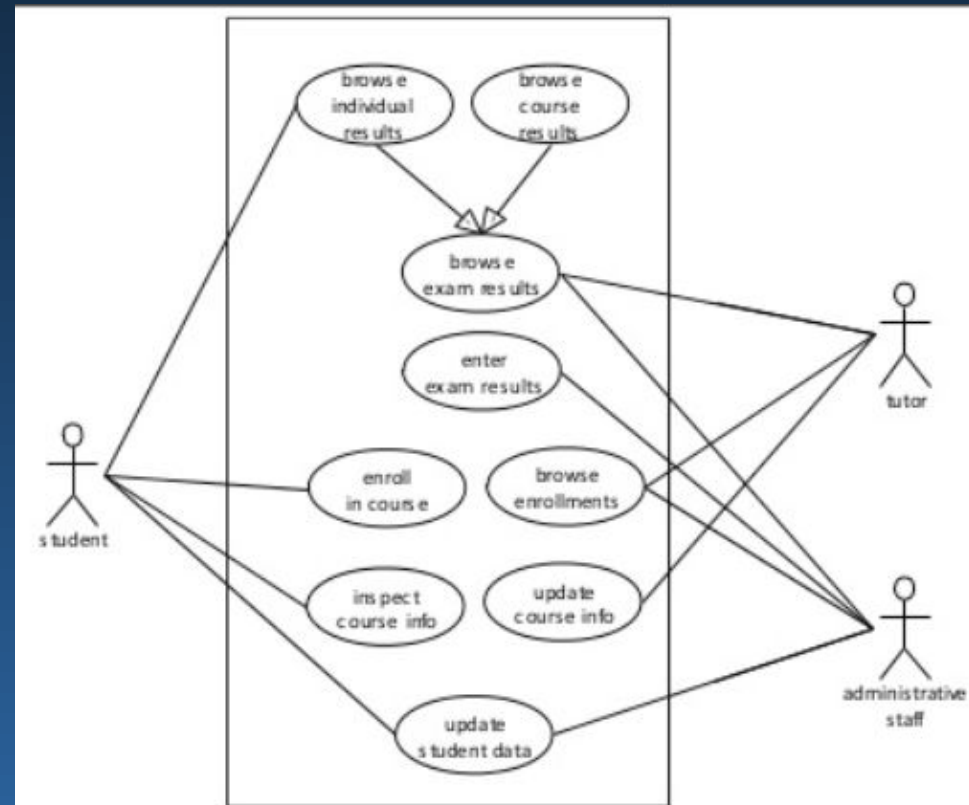 browse
individual
results
browse
course
results
browse
exam results
enter
exam results
tutor
enroll
in course
browse
enrollments
student
inspect
course info
update
course info
administrative
staff
update
student data